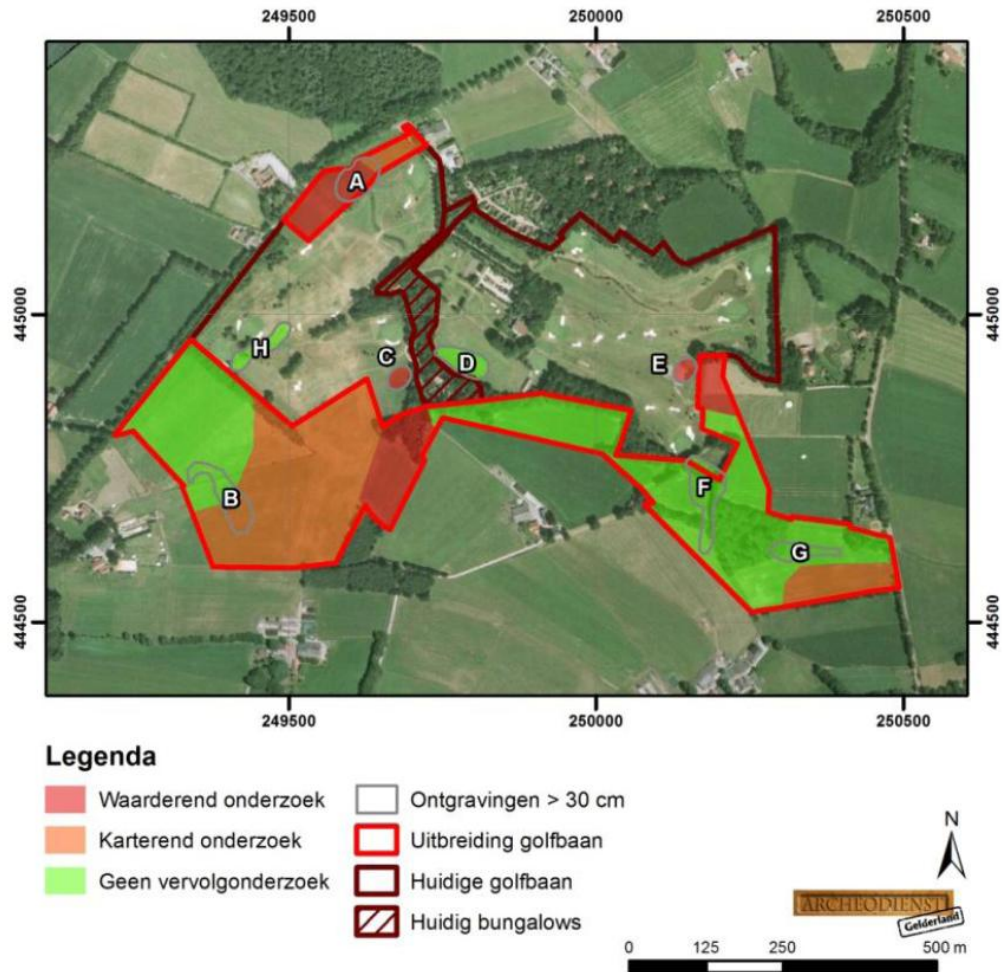 249500 250000 250500
A
445000 445000
H
C
D
E
B
F
G
444500 444500
249500 250000 250500
Legenda
Waarderend onderzoek
Karterend onderzoek
Geen vervolgonderzoek
Ontgravingen > 30 cm
Uitbreiding golfbaan
Huidige golfbaan
Huidig bungalows
N
ARCHEODIENST
Gelderland
0 125 250 500 m